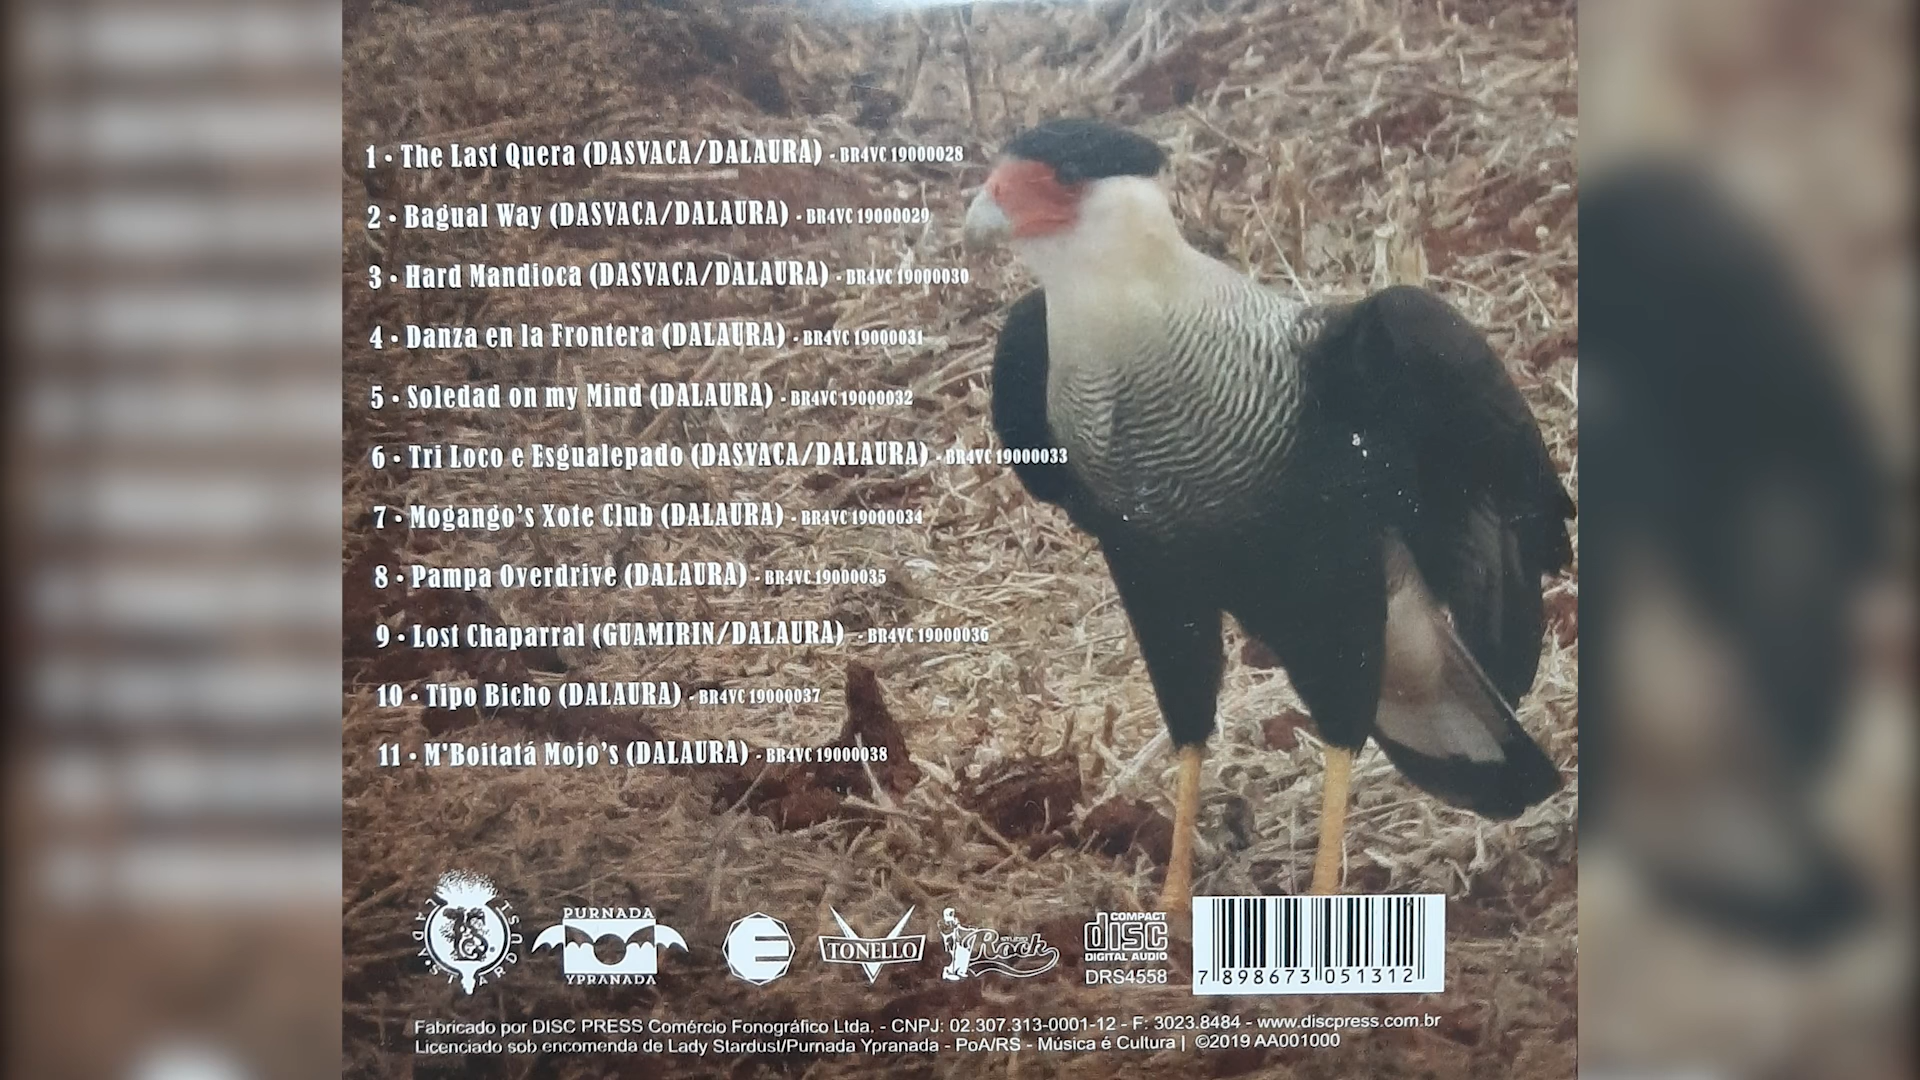 1 • The Last Quera (DASVACA/DALAURA) - BR4VC 19000028
2 • Bagual Way (DASVACA/DALAURA) - BR4VC 19000029
3 • Hard Mandioca (DASVACA/DALAURA) - BR4VC 19000030
4 • Danza en la Frontera (DALAURA) - BR4VC 19000031
5 • Soledad on my Mind (DALAURA) - BR4VC 19000032
6 • Tri Loco e Esgualepado (DASVACA/DALAURA) - BR4VC 19000033
7 • Mogango's Xote Club (DALAURA) - BR4VC 19000034
8 • Pampa Overdrive (DALAURA) - BR4VC 19000035
9 • Lost Chaparral (GUAMIRIN/DALAURA) - BR4VC 19000036
10 • Tipo Bicho (DALAURA) - BR4VC 19000037
11 • M'Boitatá Mojo's (DALAURA) - BR4VC 19000038
LADY STARDUST
PURNADA
YPRANADA
E
TONELLO
STUDIO
Rock
COMPACT
disc
DIGITAL AUDIO
DRS4558
7 898673 051312
Fabricado por DISC PRESS Comércio Fonográfico Ltda. - CNPJ: 02.307.313-0001-12 - F: 3023.8484 - www.discpress.com.br
Licenciado sob encomenda de Lady Stardust/Purnada Ypranada - PoA/RS - Música é Cultura | ©2019 AA001000